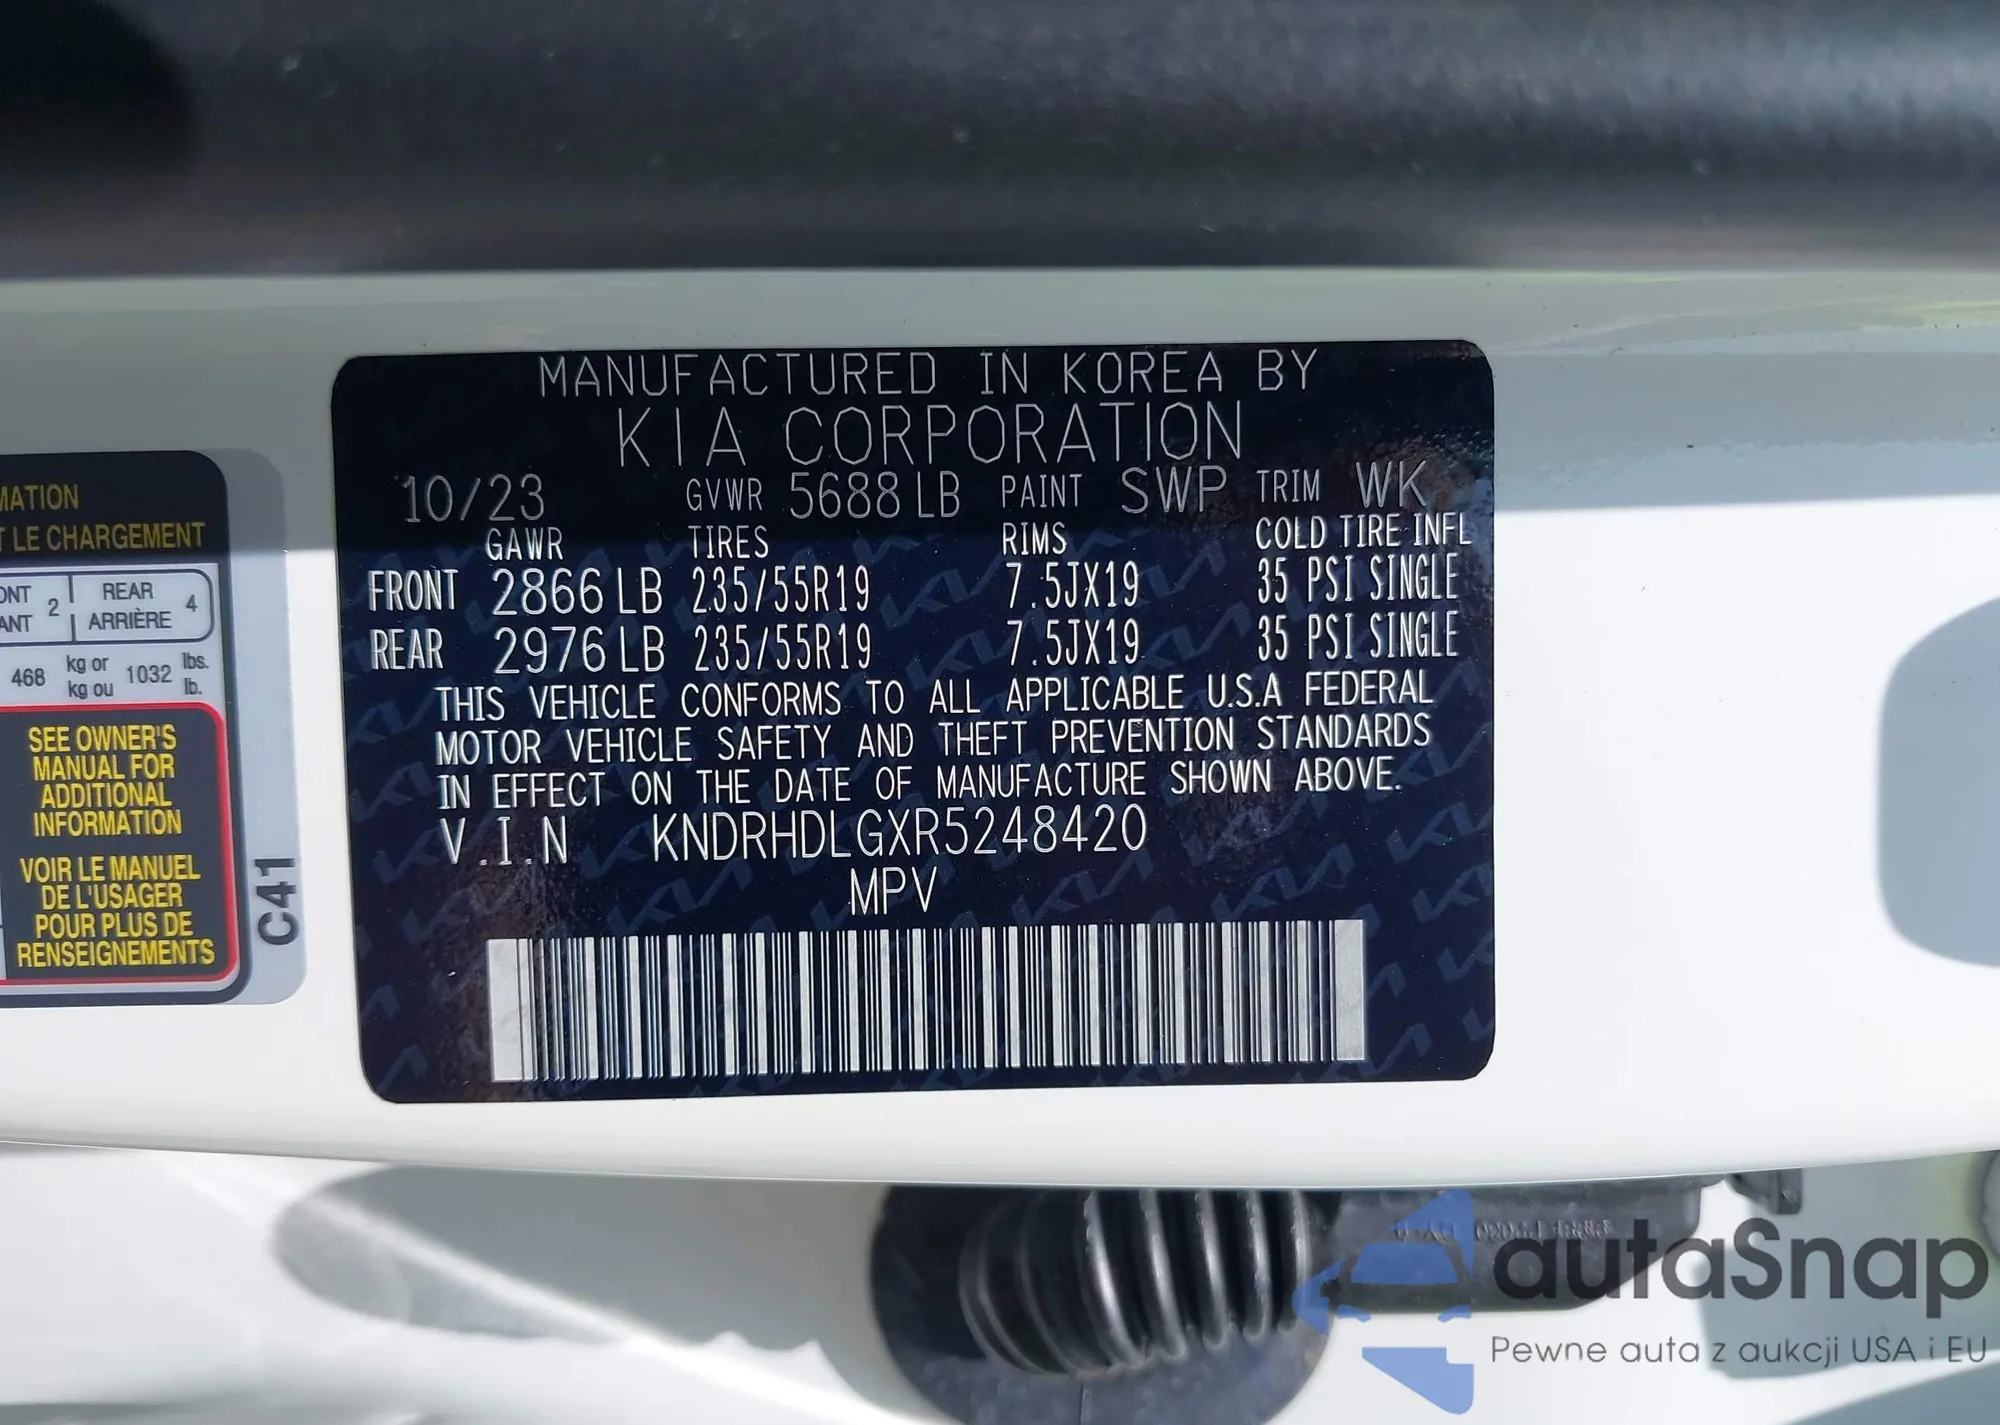 MANUFACTURED IN KOREA BY
KIA CORPORATION
10/23 GVWR 5688 LB PAINT SWP TRIM WK
GAWR TIRES RIMS COLD TIRE INFL
FRONT 2866 LB 235/55R19 7.5JX19 35 PSI SINGLE
REAR 2976 LB 235/55R19 7.5JX19 35 PSI SINGLE
THIS VEHICLE CONFORMS TO ALL APPLICABLE U.S.A FEDERAL
MOTOR VEHICLE SAFETY AND THEFT PREVENTION STANDARDS
IN EFFECT ON THE DATE OF MANUFACTURE SHOWN ABOVE.
V.I.N KNDRHDLGXR5248420
MPV
MATION
T LE CHARGEMENT
ONT 2 REAR 4
ANT ARRIÈRE
468 kg or 1032 lbs.
kg ou lb.
SEE OWNER'S
MANUAL FOR
ADDITIONAL
INFORMATION
VOIR LE MANUEL
DE L'USAGER
POUR PLUS DE
RENSEIGNEMENTS
C41
autaSnap
Pewne auta z aukcji USA i EU